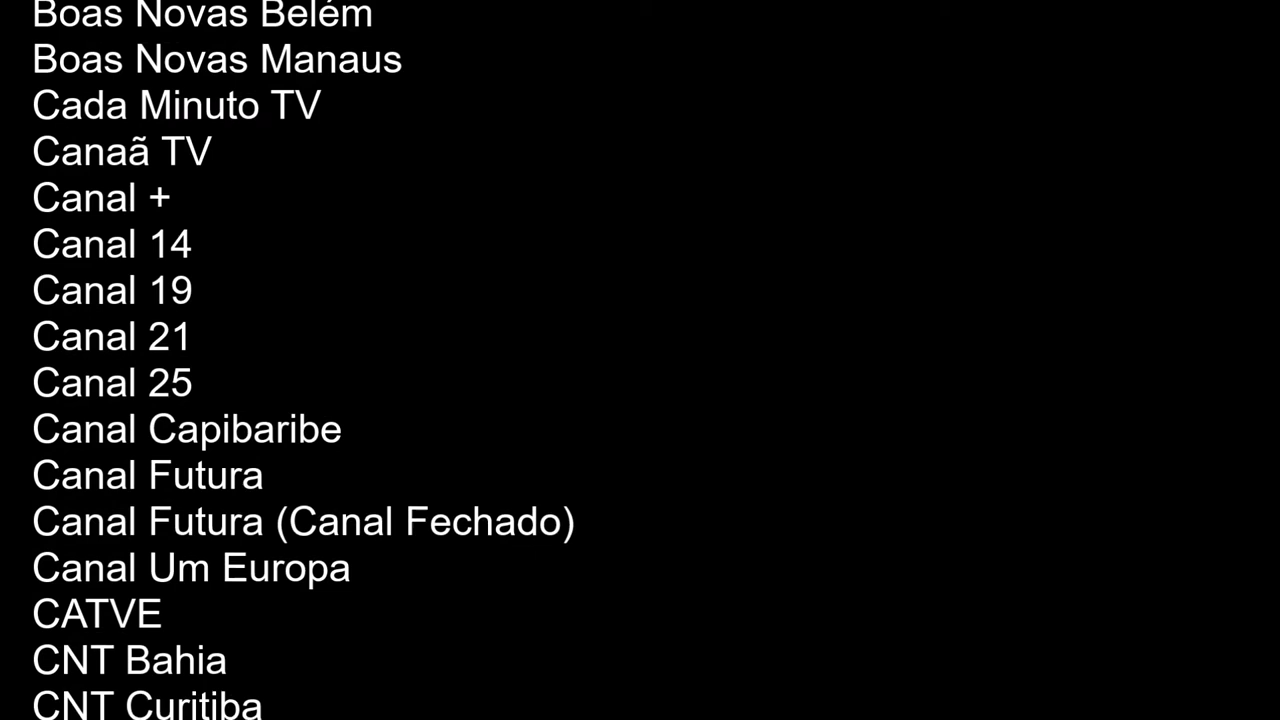 Boas Novas Belém
Boas Novas Manaus
Cada Minuto TV
Canaã TV
Canal +
Canal 14
Canal 19
Canal 21
Canal 25
Canal Capibaribe
Canal Futura
Canal Futura (Canal Fechado)
Canal Um Europa
CATVE
CNT Bahia
CNT Curitiba